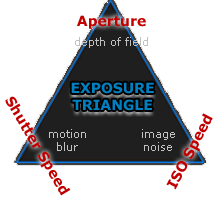 Aperture
depth of field
EXPOSURE
TRIANGLE
motion
blur
image
noise
Shutter Speed
ISO Speed